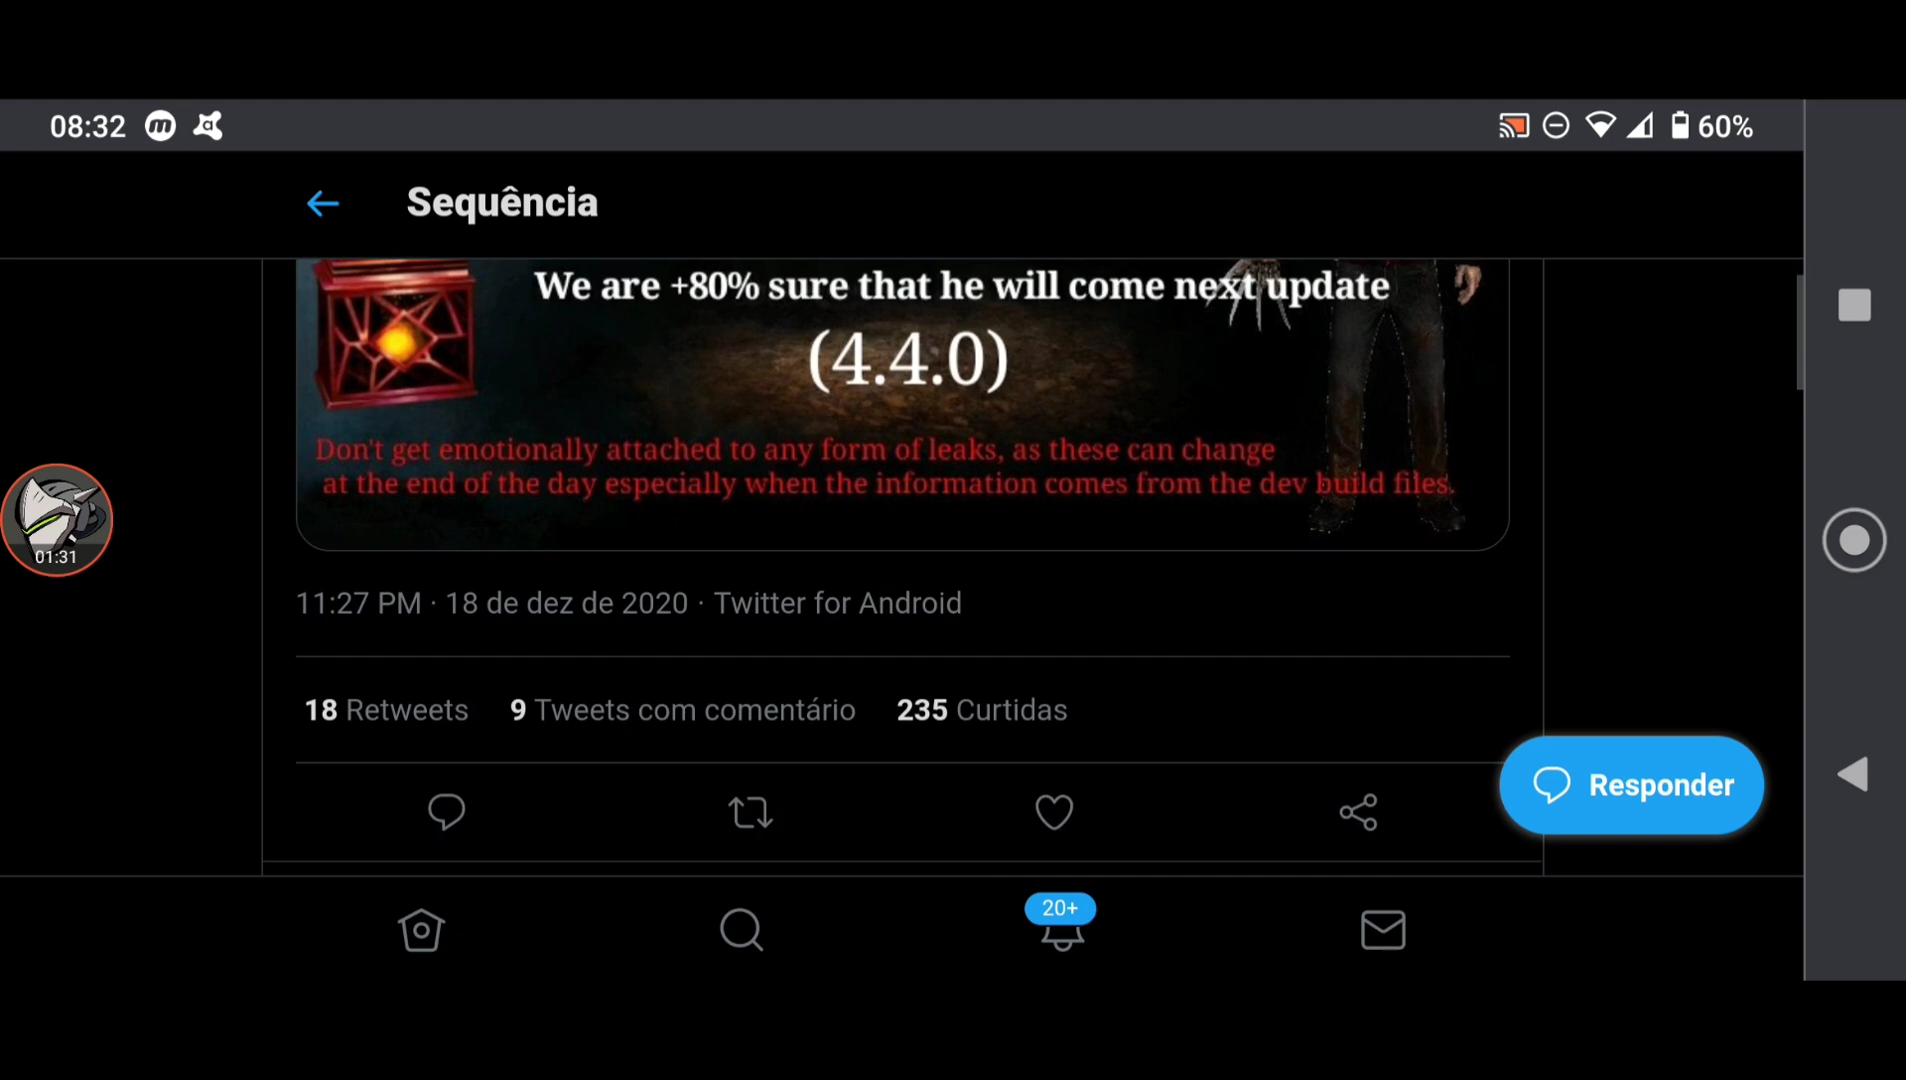 08:32
60%
Sequência
We are +80% sure that he will come next update
(4.4.0)
Don't get emotionally attached to any form of leaks, as these can change
at the end of the day especially when the information comes from the dev build files.
01:31
11:27 PM · 18 de dez de 2020 · Twitter for Android
18 Retweets 9 Tweets com comentário 235 Curtidas
Responder
20+